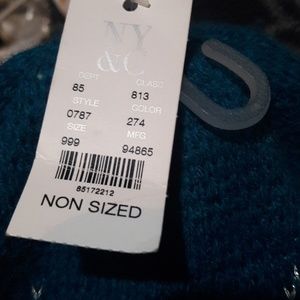 NY
&C
DEPT CLASS
85 813
STYLE COLOR
0787 274
SIZE MFG
999 94865
85172212
NON SIZED